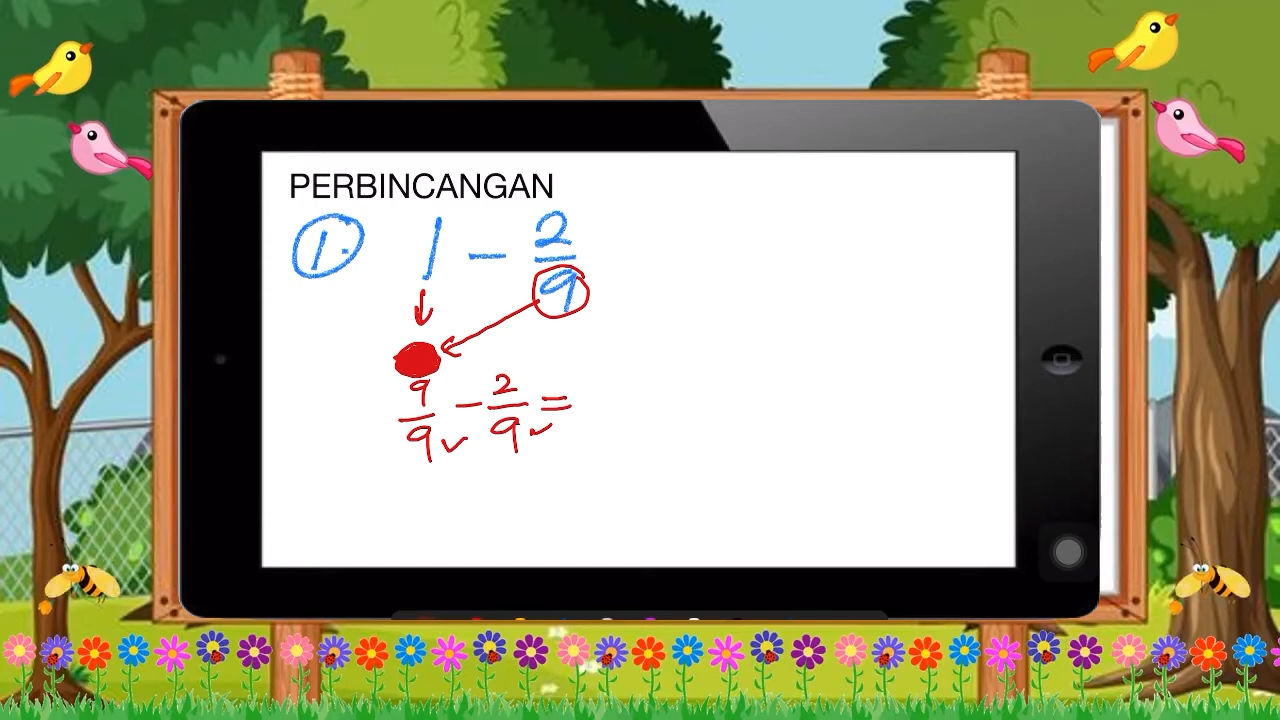 PERBINCANGAN
1. 1 - 2/9
9/9 - 2/9 =